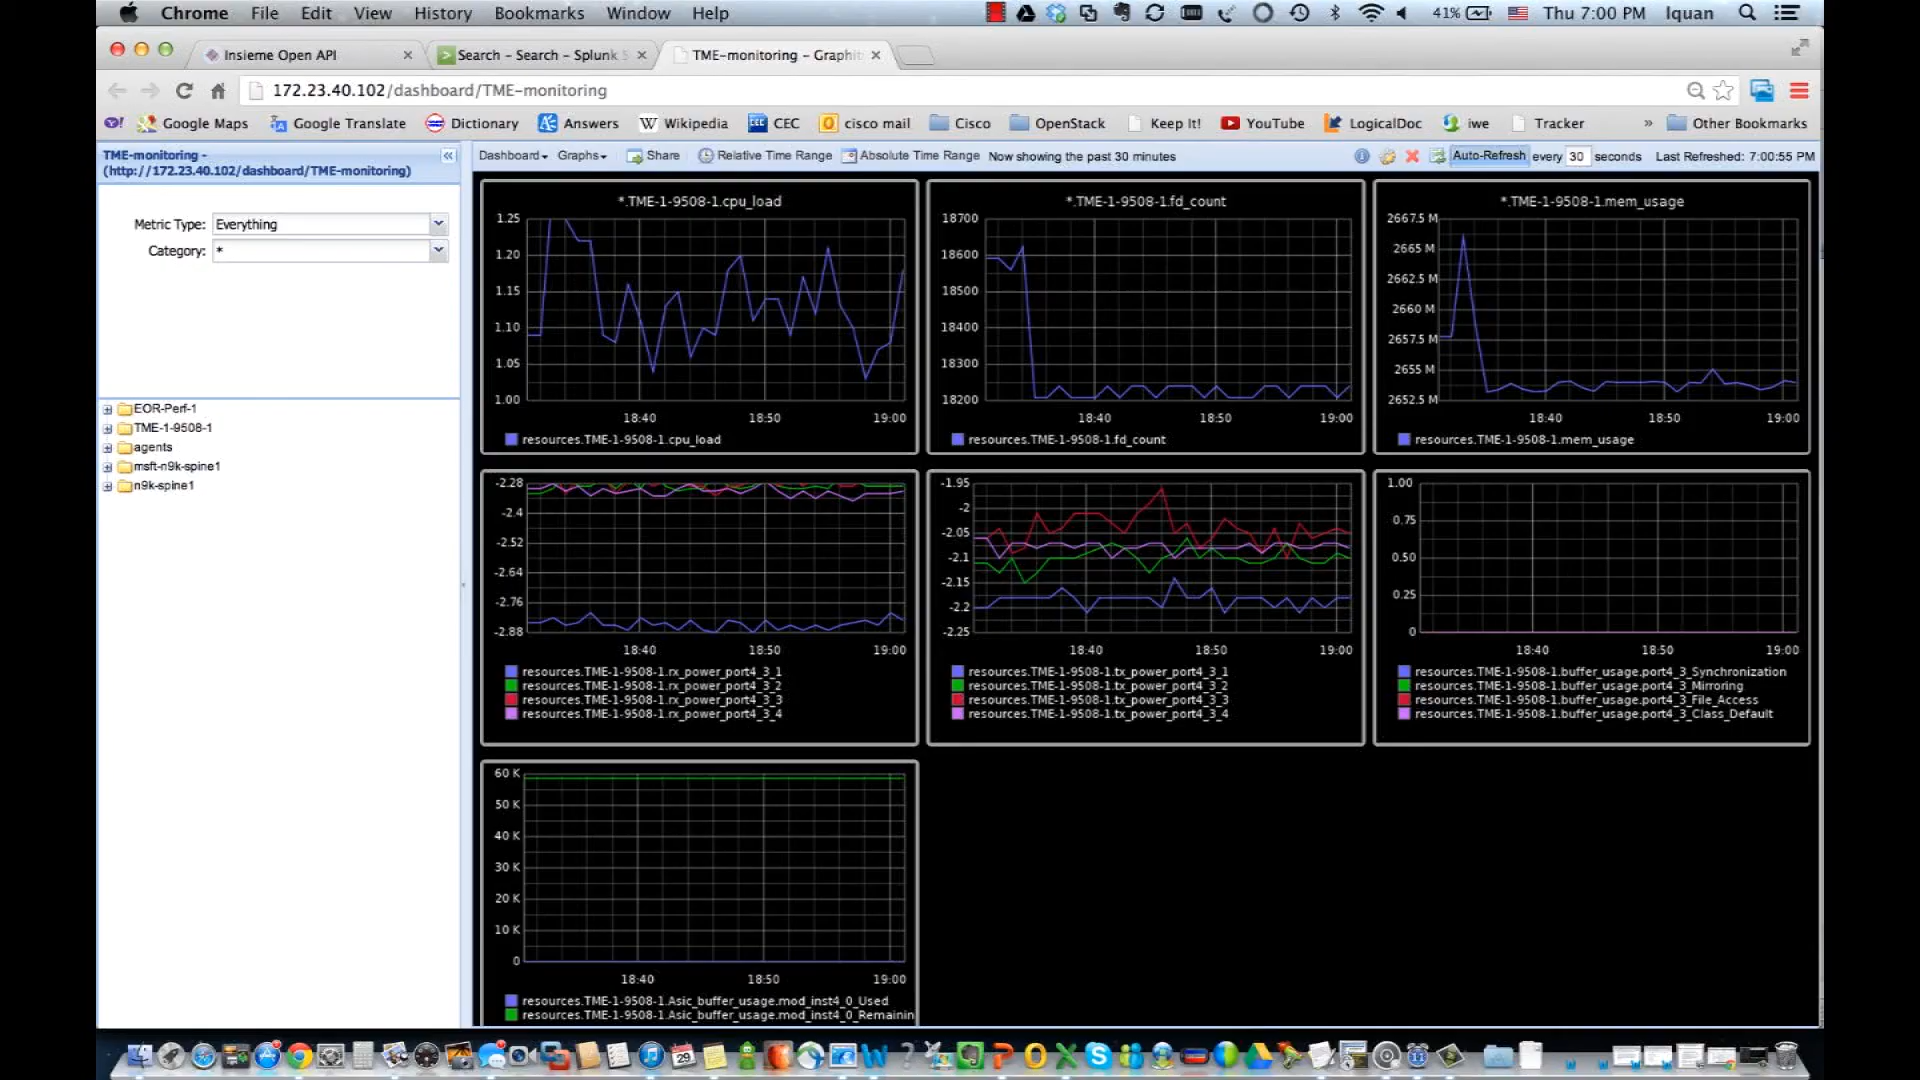 Chrome File Edit View History Bookmarks Window Help 41% Thu 7:00 PM
Insieme Open API Search - Search - Splunk TME-monitoring - Graphit
172.23.40.102/dashboard/TME-monitoring
Google Maps Google Translate Dictionary Answers Wikipedia CEC cisco mail Cisco OpenStack Keep It! YouTube LogicalDoc iwe Tracker » Other Bookmarks
TME-monitoring -
(http://172.23.40.102/dashboard/TME-monitoring)
Dashboard Graphs Share Relative Time Range Absolute Time Range Now showing the past 30 minutes Auto-Refresh every 30 seconds Last Refreshed: 7:00:55 PM
Metric Type: Everything
Category: *
EOR-Perf-1
TME-1-9508-1
agents
msft-n9k-spine1
n9k-spine1
*.TME-1-9508-1.cpu_load
1.25
1.20
1.15
1.10
1.05
1.00
18:40 18:50 19:00
resources.TME-1-9508-1.cpu_load
*.TME-1-9508-1.fd_count
18700
18600
18500
18400
18300
18200
18:40 18:50 19:00
resources.TME-1-9508-1.fd_count
*.TME-1-9508-1.mem_usage
2667.5 M
2665 M
2662.5 M
2660 M
2657.5 M
2655 M
2652.5 M
18:40 18:50 19:00
resources.TME-1-9508-1.mem_usage
-2.28
-2.4
-2.52
-2.64
-2.76
-2.88
18:40 18:50 19:00
resources.TME-1-9508-1.rx_power_port4_3_1
resources.TME-1-9508-1.rx_power_port4_3_2
resources.TME-1-9508-1.rx_power_port4_3_3
resources.TME-1-9508-1.rx_power_port4_3_4
-1.95
-2
-2.05
-2.1
-2.15
-2.2
-2.25
18:40 18:50 19:00
resources.TME-1-9508-1.tx_power_port4_3_1
resources.TME-1-9508-1.tx_power_port4_3_2
resources.TME-1-9508-1.tx_power_port4_3_3
resources.TME-1-9508-1.tx_power_port4_3_4
1.00
0.75
0.50
0.25
0
18:40 18:50 19:00
resources.TME-1-9508-1.buffer_usage.port4_3_Synchronization
resources.TME-1-9508-1.buffer_usage.port4_3_Mirroring
resources.TME-1-9508-1.buffer_usage.port4_3_File_Access
resources.TME-1-9508-1.buffer_usage.port4_3_Class_Default
60 K
50 K
40 K
30 K
20 K
10 K
0
18:40 18:50 19:00
resources.TME-1-9508-1.Asic_buffer_usage.mod_inst4_0_Used
resources.TME-1-9508-1.Asic_buffer_usage.mod_inst4_0_Remainin